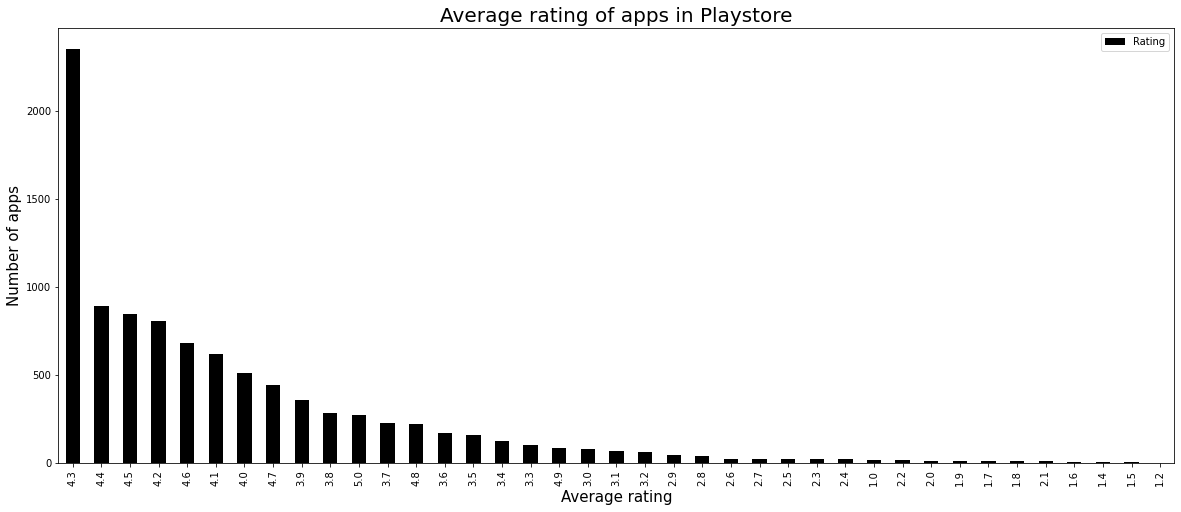 Average rating of apps in Playstore
Rating
Number of apps
2000
1500
1000
500
0
4.3 4.4 4.5 4.2 4.6 4.1 4.0 4.7 3.9 3.8 5.0 3.7 4.8 3.6 3.5 3.4 3.3 4.9 3.0 3.1 3.2 2.9 2.8 2.6 2.7 2.5 2.3 2.4 1.0 2.2 2.0 1.9 1.7 1.8 2.1 1.6 1.4 1.5 1.2
Average rating